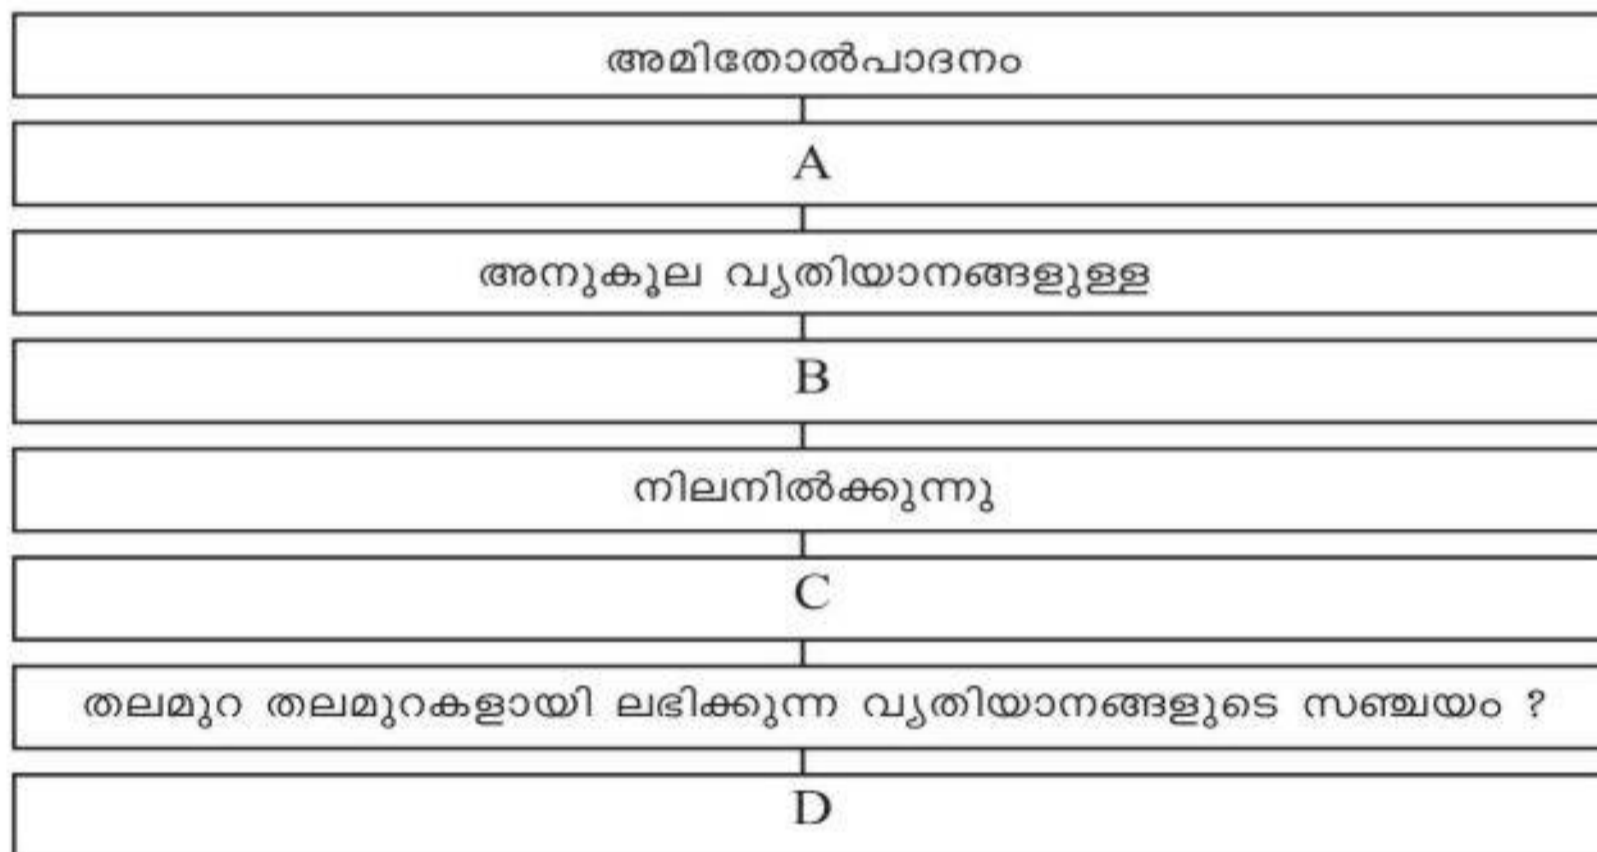 അമിതോൽപാദനം
A
അനുകൂല വ്യതിയാനങ്ങളുള്ള
B
നിലനിൽക്കുന്നു
C
തലമുറ തലമുറകളായി ലഭിക്കുന്ന വ്യതിയാനങ്ങളുടെ സഞ്ചയം ?
D